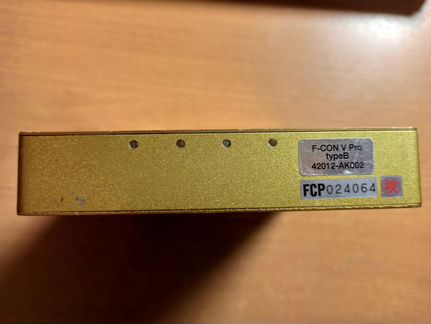 F-CON V Pro
typeB
42012-AK002
FCP024064